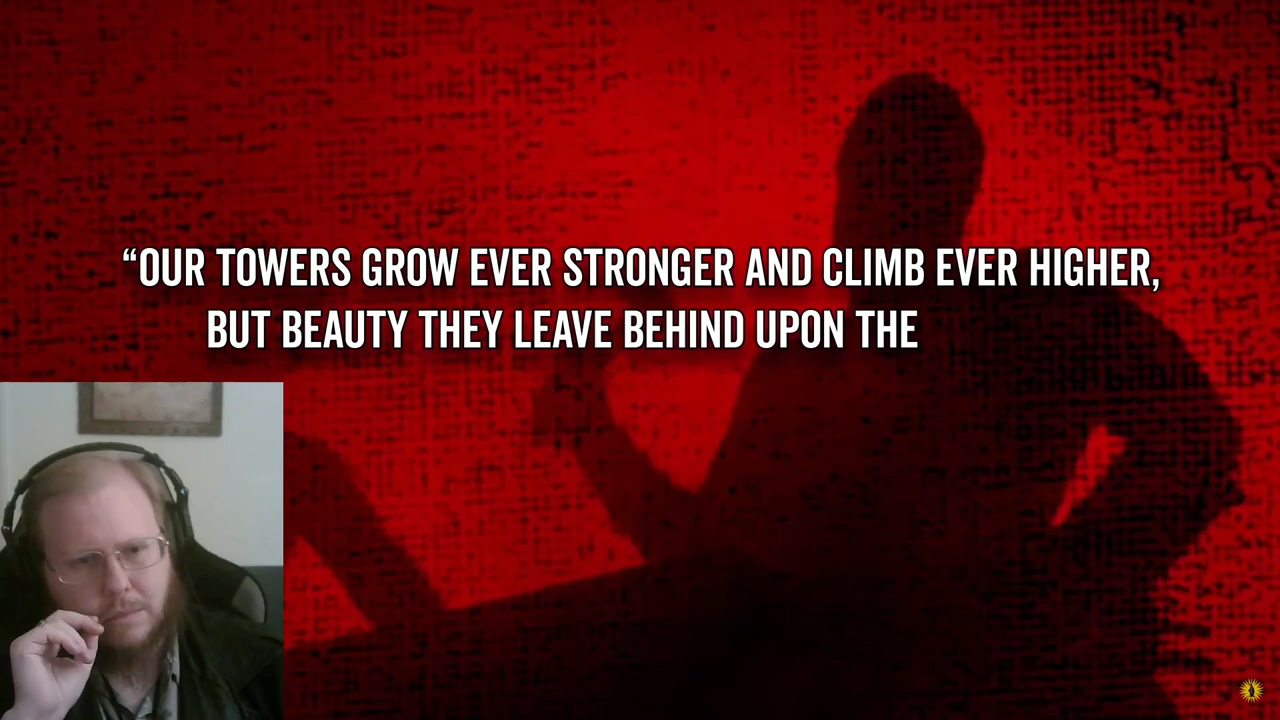 “OUR TOWERS GROW EVER STRONGER AND CLIMB EVER HIGHER,
BUT BEAUTY THEY LEAVE BEHIND UPON THE